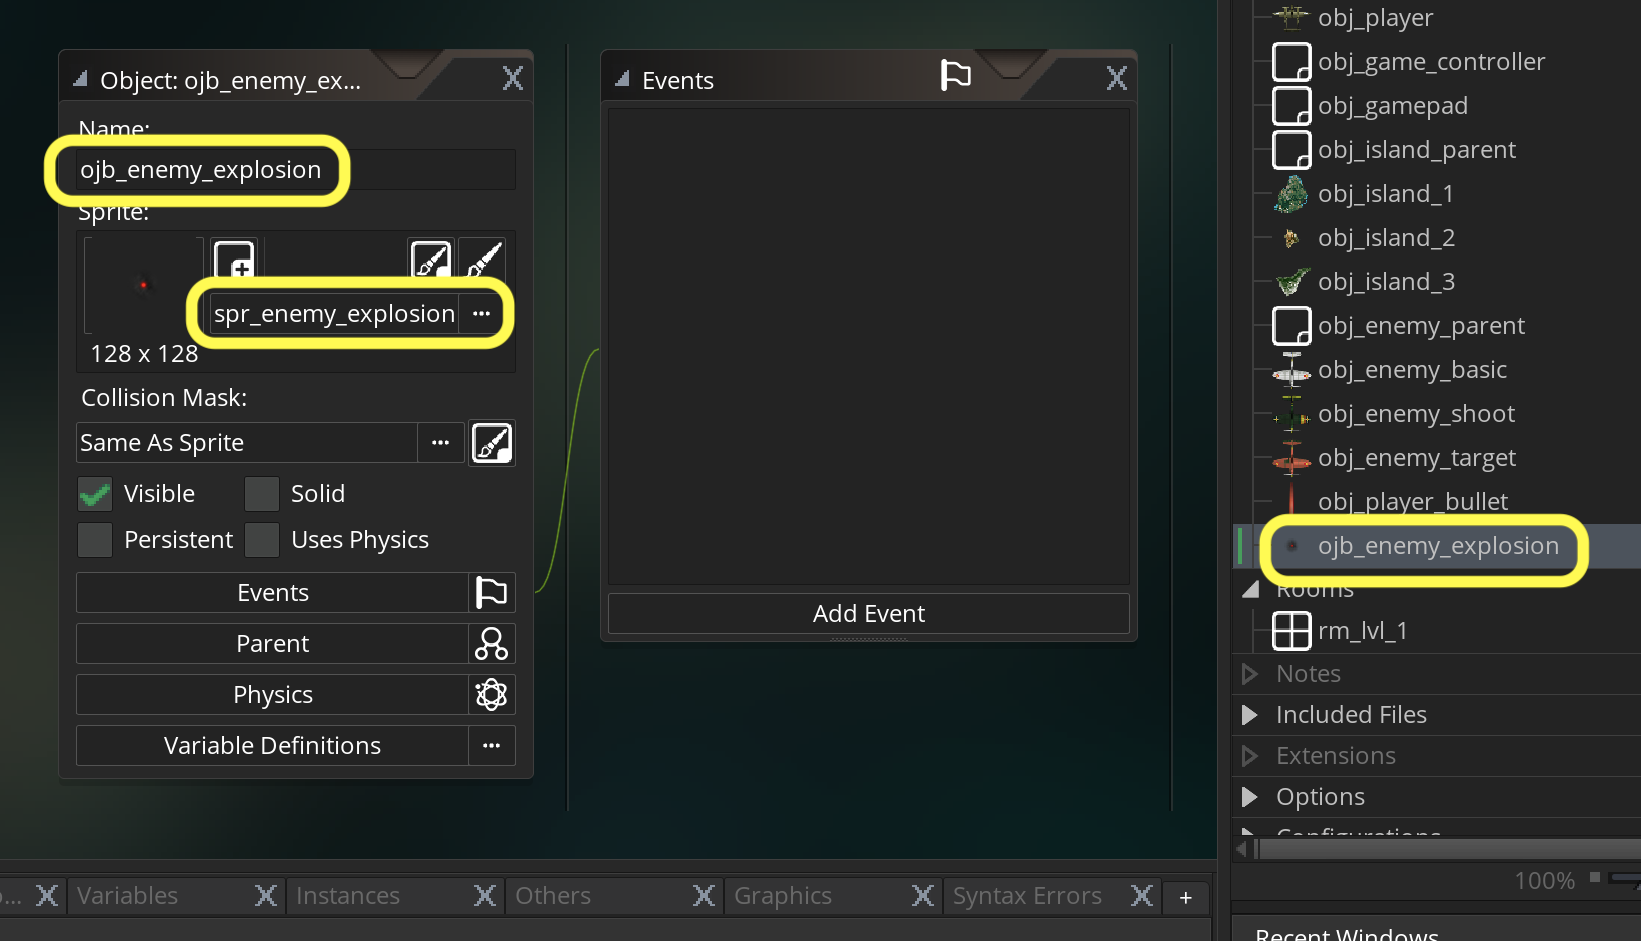 Object: ojb_enemy_ex...
Name:
ojb_enemy_explosion
Sprite:
spr_enemy_explosion ...
128 x 128
Collision Mask:
Same As Sprite ...
Visible Solid
Persistent Uses Physics
Events
Parent
Physics
Variable Definitions ...
Events
Add Event
obj_player
obj_game_controller
obj_gamepad
obj_island_parent
obj_island_1
obj_island_2
obj_island_3
obj_enemy_parent
obj_enemy_basic
obj_enemy_shoot
obj_enemy_target
obj_player_bullet
ojb_enemy_explosion
Rooms
rm_lvl_1
Notes
Included Files
Extensions
Options
Configurations
100%
Variables Instances Others Graphics Syntax Errors +
Recent Windows